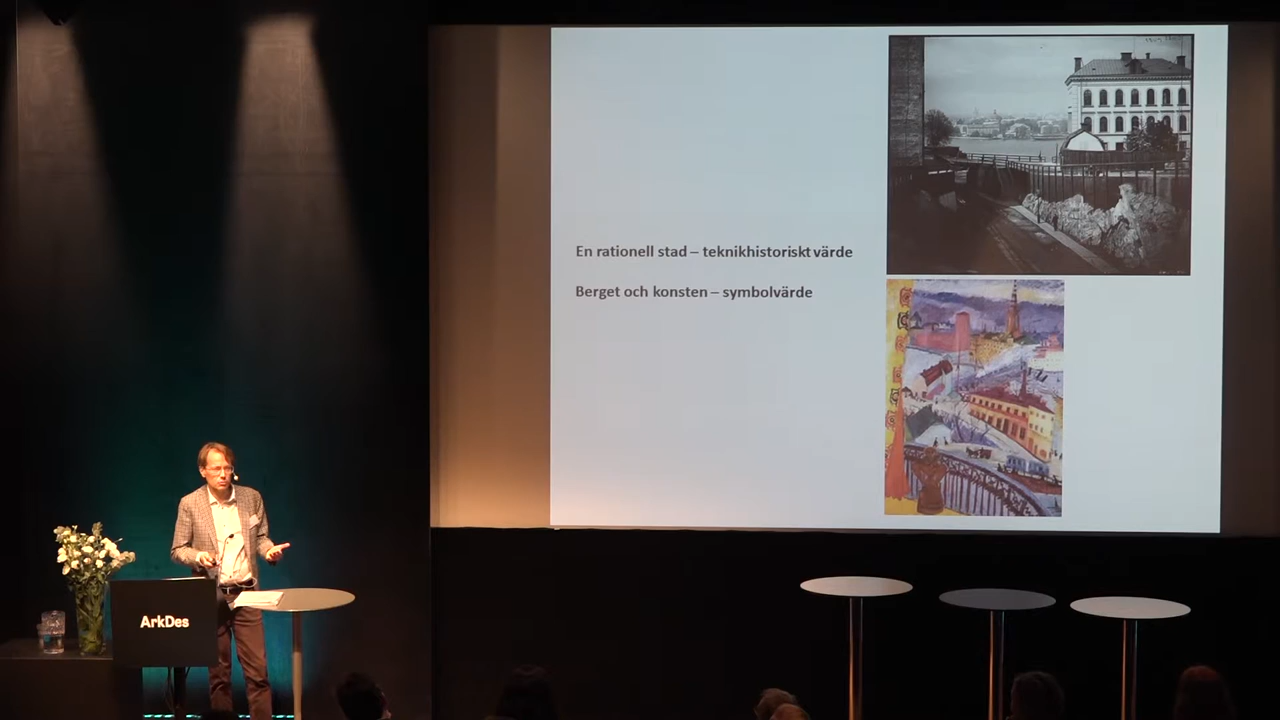 En rationell stad – teknikhistoriskt värde
Berget och konsten – symbolvärde
ArkDes